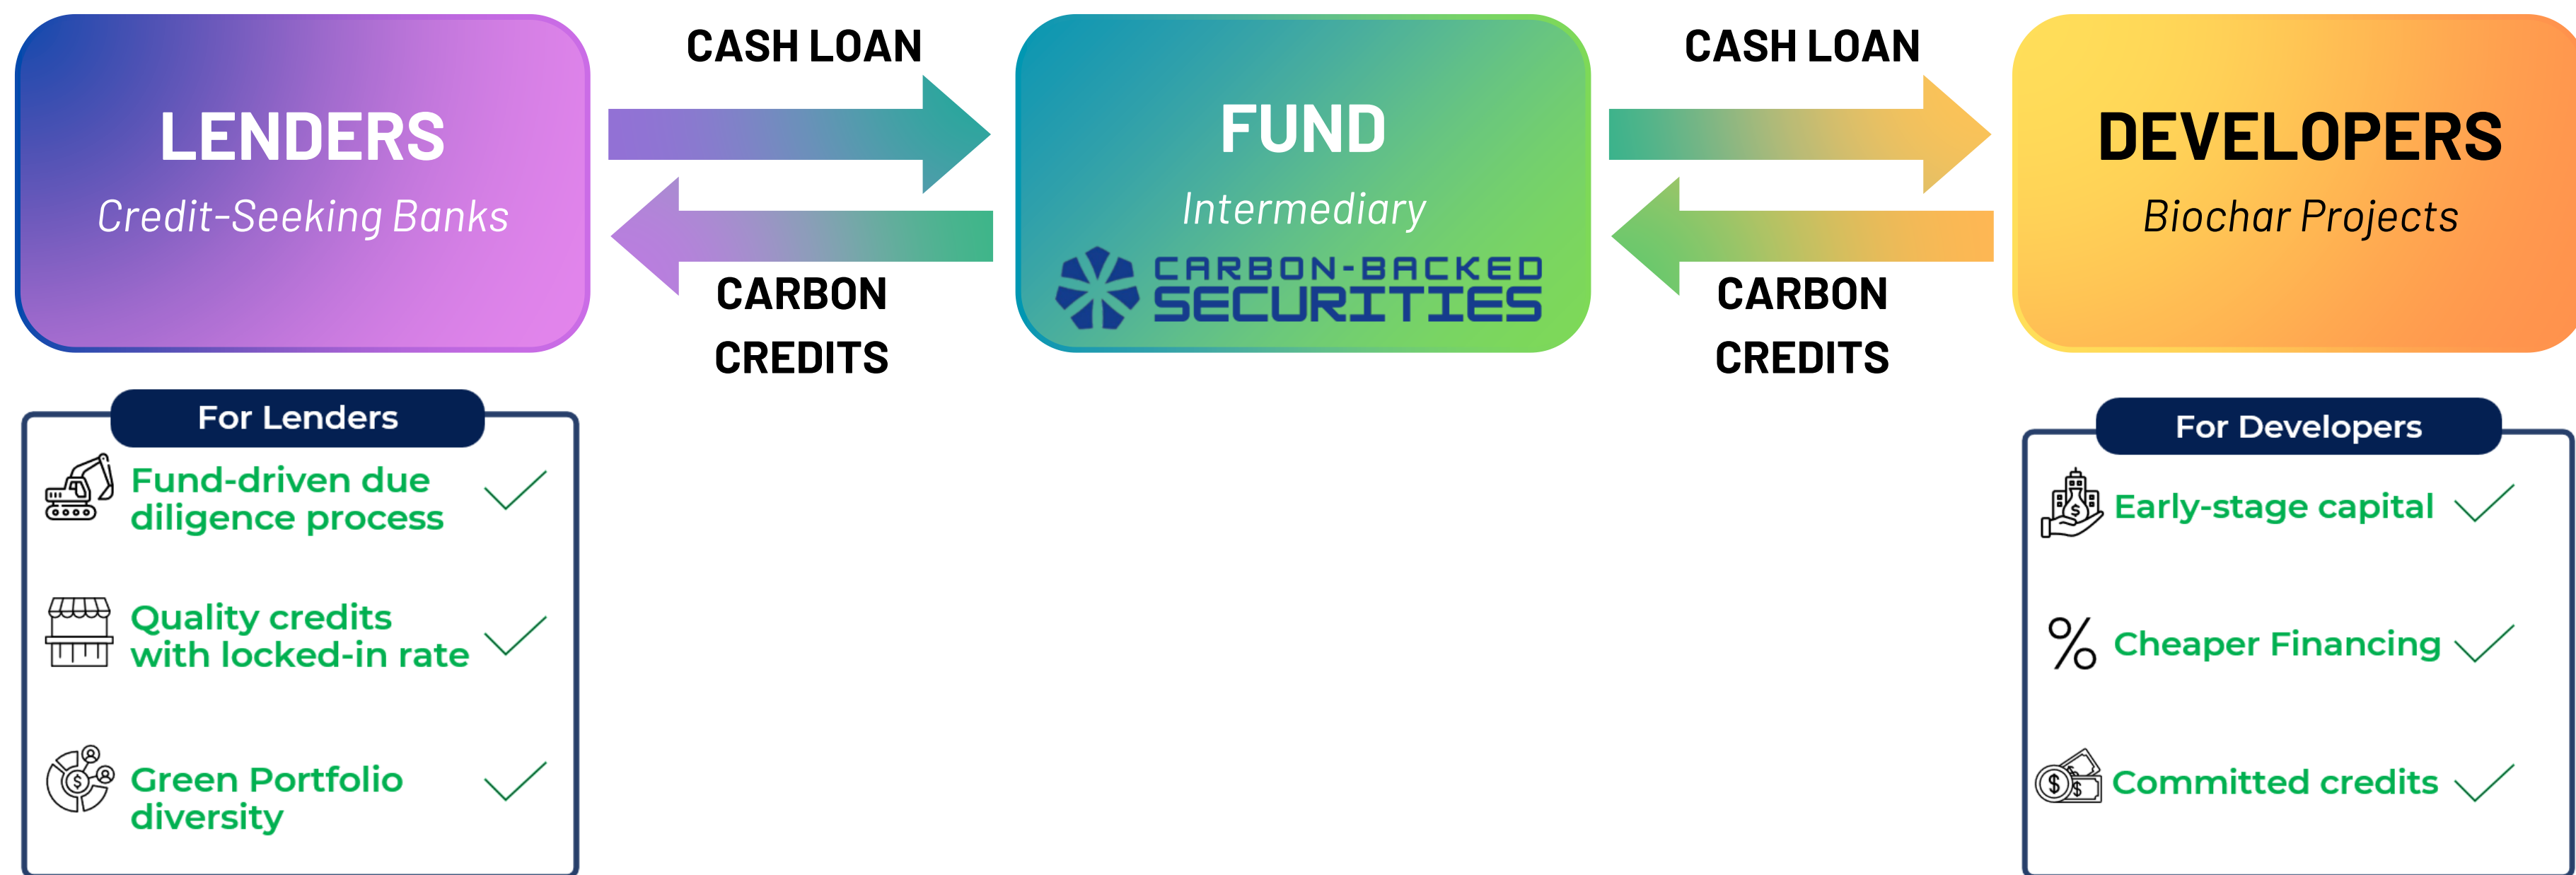 LENDERS
Credit-Seeking Banks
CASH LOAN
CARBON
CREDITS
FUND
Intermediary
CARBON-BACKED
SECURITIES
CASH LOAN
CARBON
CREDITS
DEVELOPERS
Biochar Projects
For Lenders
Fund-driven due
diligence process
Quality credits
with locked-in rate
Green Portfolio
diversity
For Developers
Early-stage capital
% Cheaper Financing
Committed credits